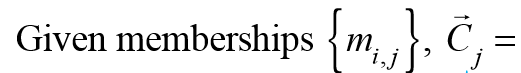 Given memberships {m_{i,j}}, \vec{C}_j =